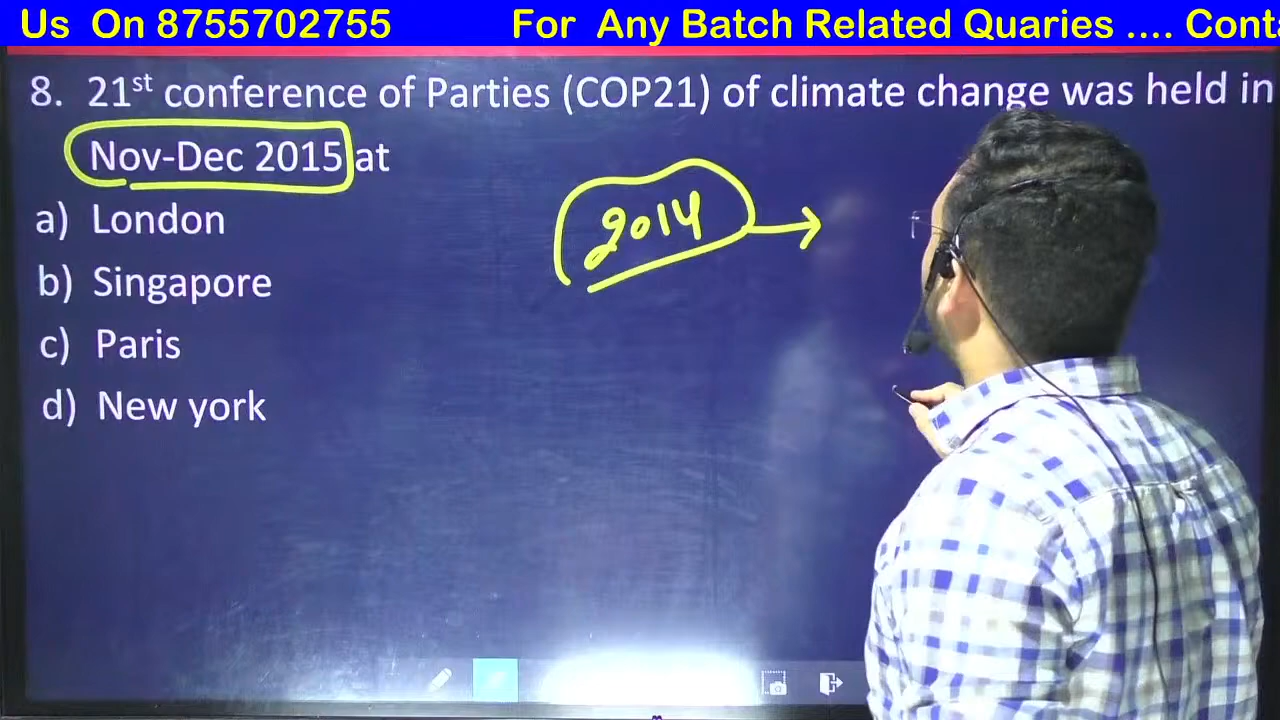 Us On 8755702755 For Any Batch Related Quaries .... Conta
8. 21st conference of Parties (COP21) of climate change was held in
Nov-Dec 2015 at
2014
a) London
b) Singapore
c) Paris
d) New york